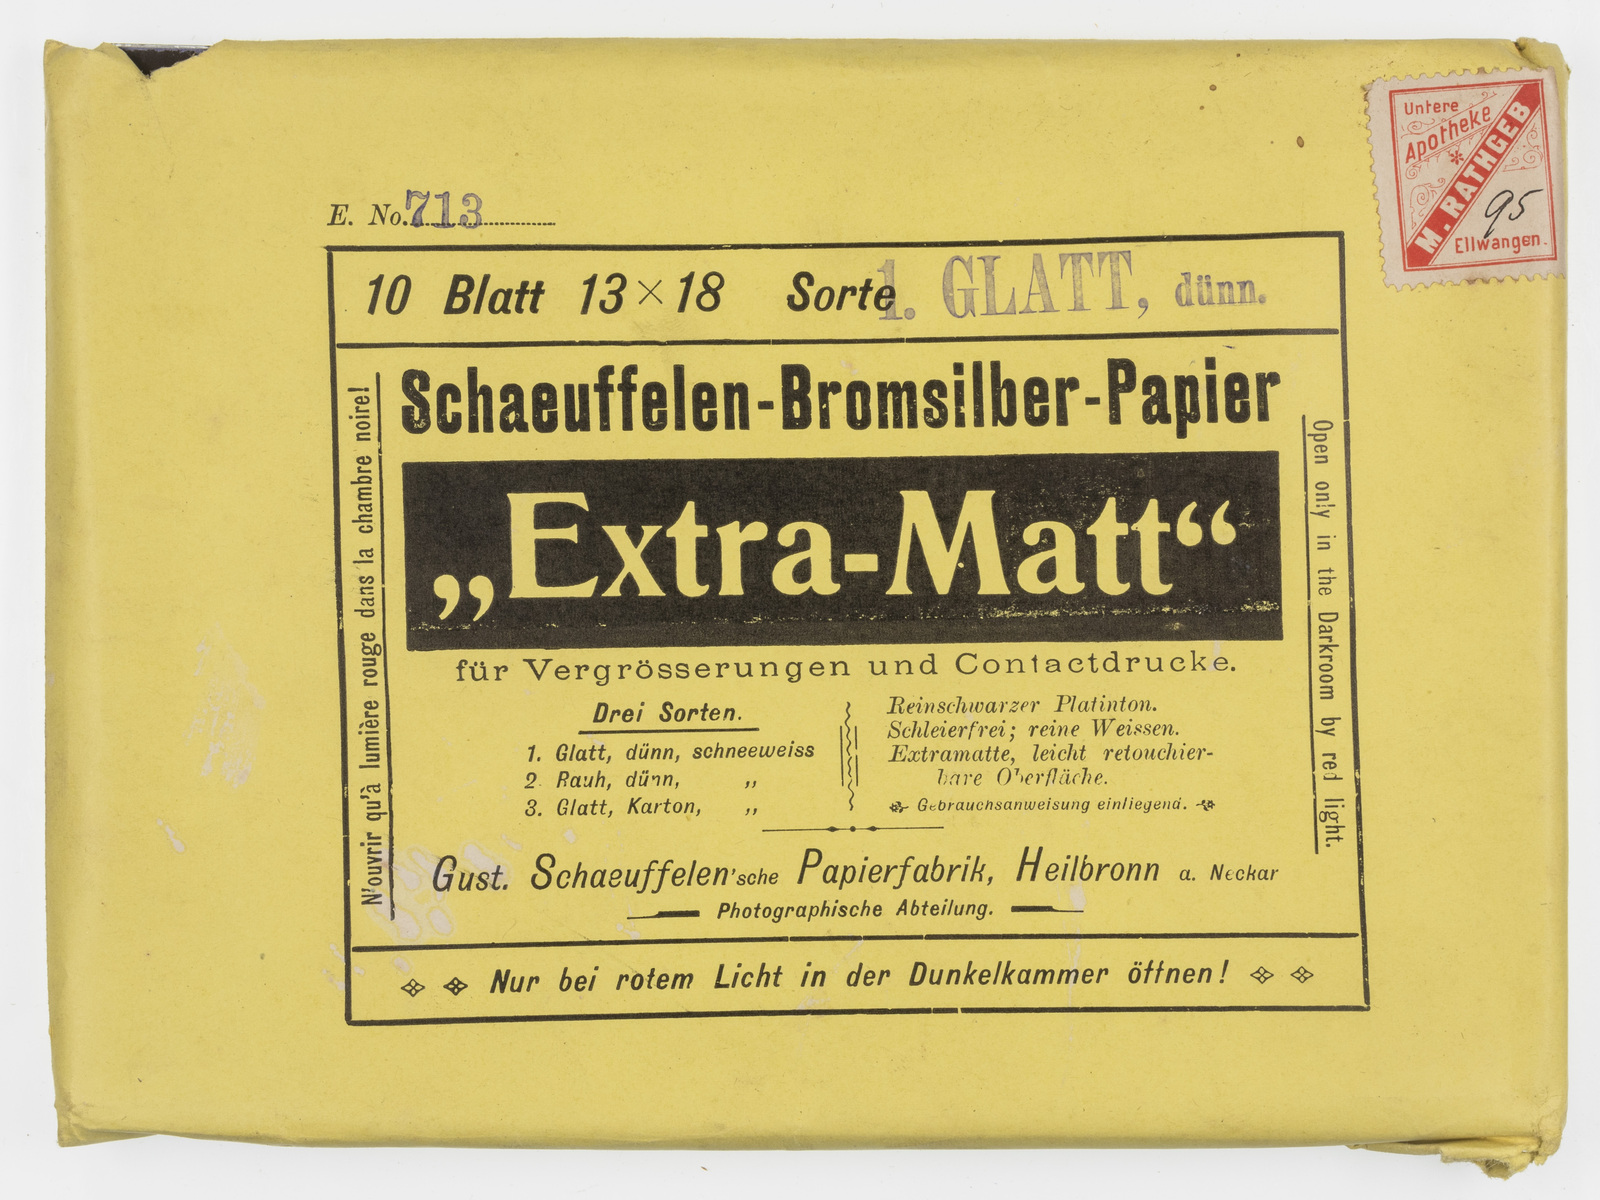 Untere
Apotheke
M. RATHGEB
95
Ellwangen.
E. No. 713
10 Blatt 13×18 Sorte 1. GLATT, dünn.
N'ouvrir qu'à lumière rouge dans la chambre noire!
Schaeuffelen-Bromsilber-Papier
„Extra-Matt“
für Vergrösserungen und Contactdrucke.
Drei Sorten.
1. Glatt, dünn, schneeweiss
2. Rauh, dünn, „
3. Glatt, Karton, „
Reinschwarzer Platinton.
Schleierfrei; reine Weissen.
Extramatte, leicht retouchier-
bare Oberfläche.
Gebrauchsanweisung einliegend.
Gust. Schaeuffelen'sche Papierfabrik, Heilbronn a. Neckar
Photographische Abteilung.
Open only in the Darkroom by red light.
Nur bei rotem Licht in der Dunkelkammer öffnen!